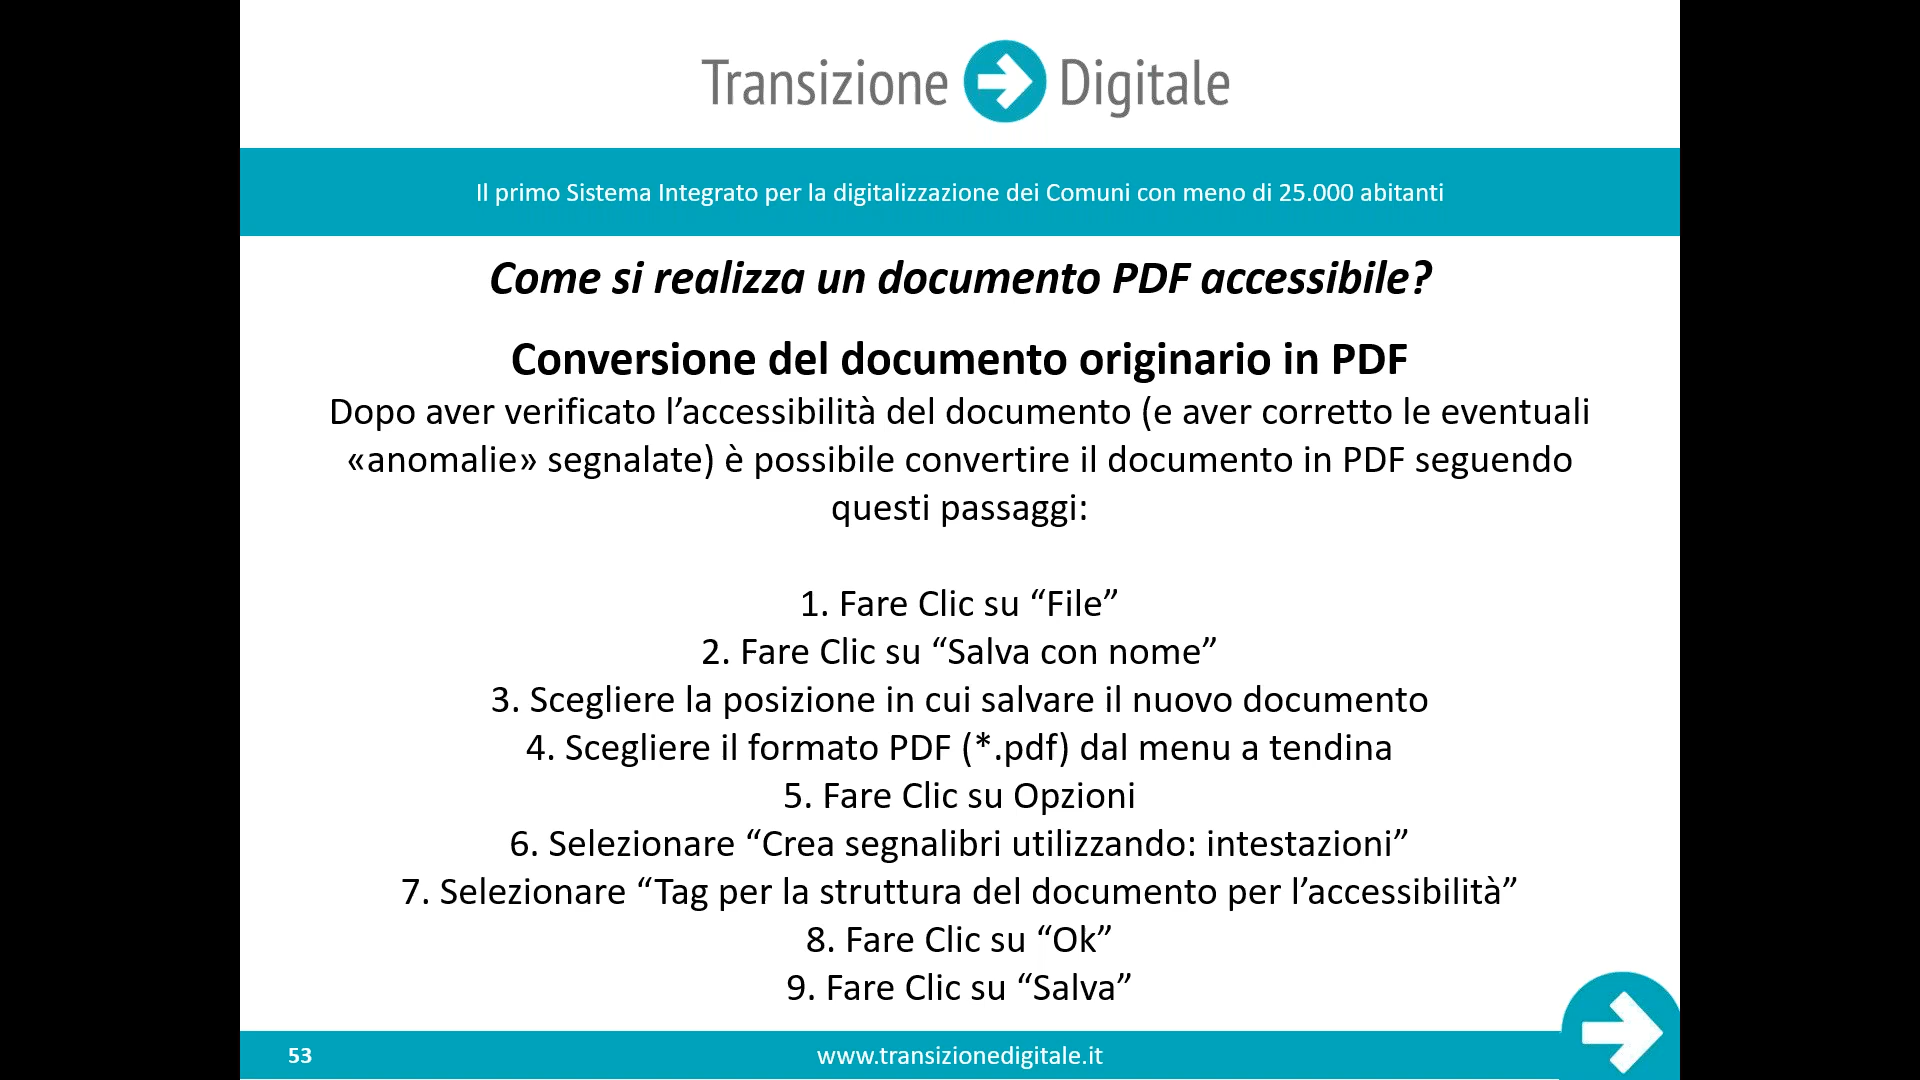 Transizione Digitale
Il primo Sistema Integrato per la digitalizzazione dei Comuni con meno di 25.000 abitanti
Come si realizza un documento PDF accessibile?
Conversione del documento originario in PDF
Dopo aver verificato l’accessibilità del documento (e aver corretto le eventuali
«anomalie» segnalate) è possibile convertire il documento in PDF seguendo
questi passaggi:
1. Fare Clic su “File”
2. Fare Clic su “Salva con nome”
3. Scegliere la posizione in cui salvare il nuovo documento
4. Scegliere il formato PDF (*.pdf) dal menu a tendina
5. Fare Clic su Opzioni
6. Selezionare “Crea segnalibri utilizzando: intestazioni”
7. Selezionare “Tag per la struttura del documento per l’accessibilità”
8. Fare Clic su “Ok”
9. Fare Clic su “Salva”
53
www.transizionedigitale.it